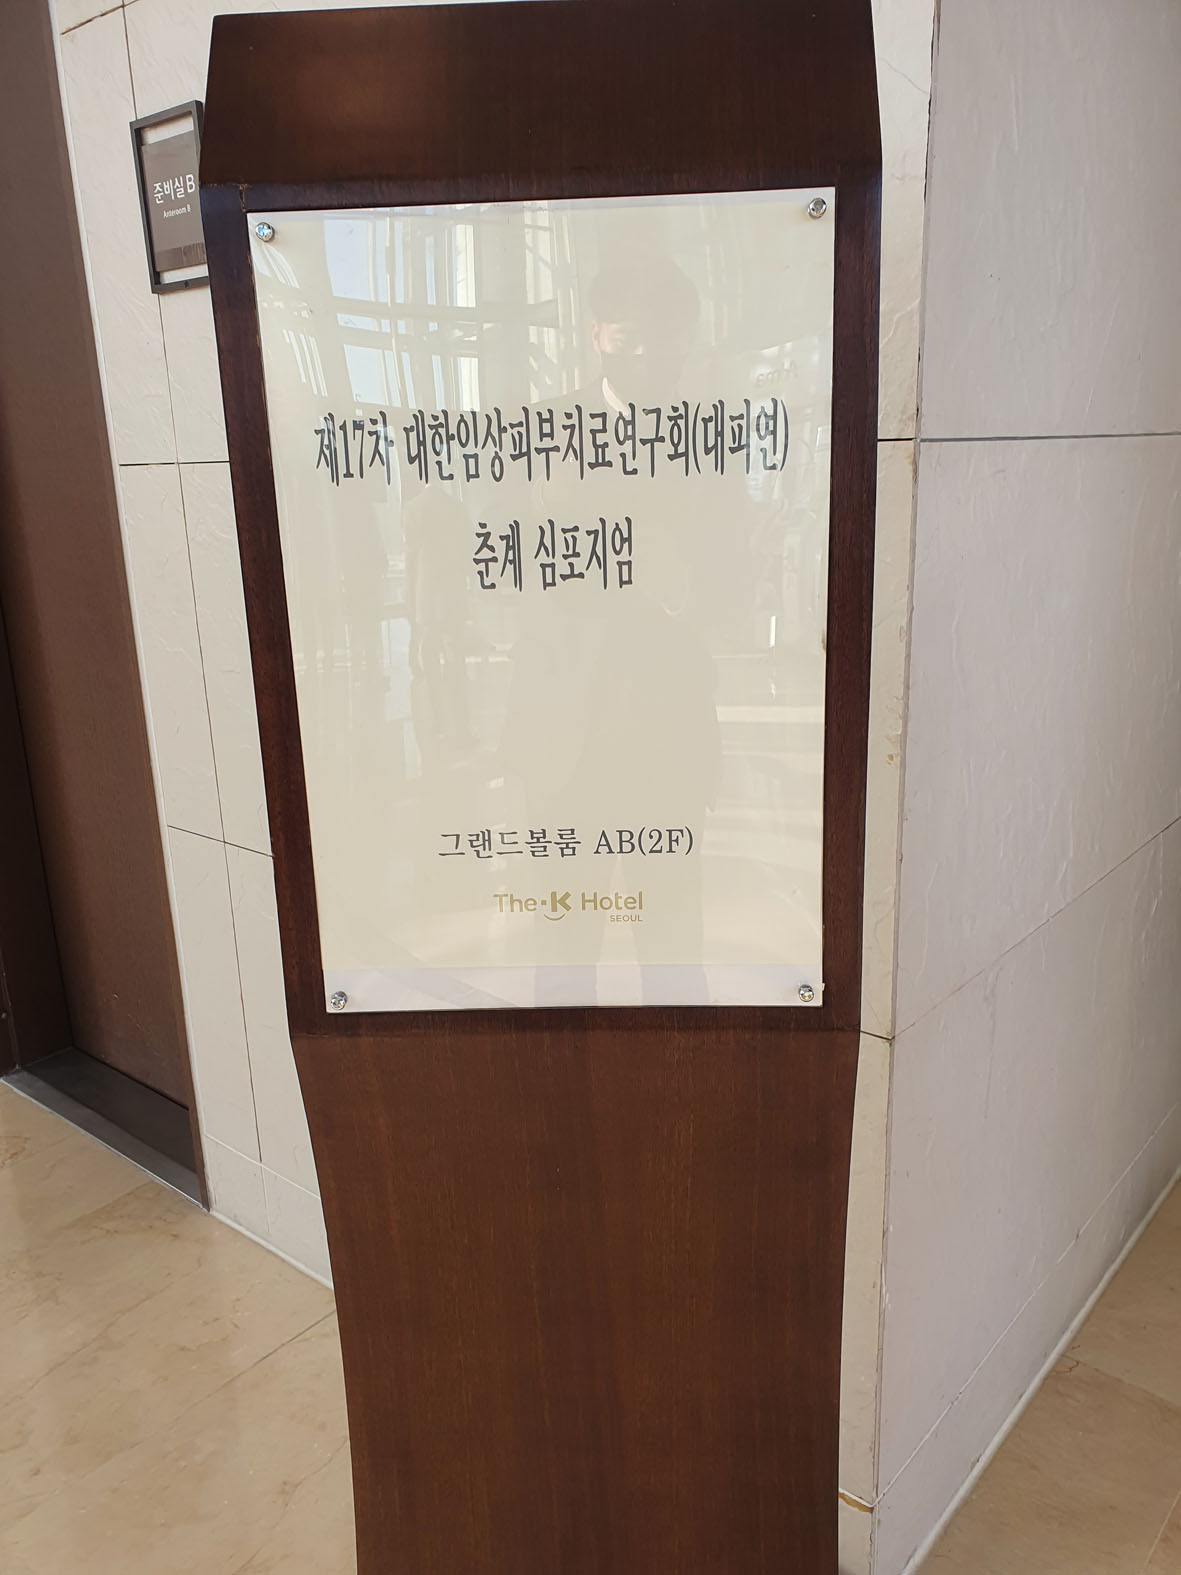 준비실 B
Anteroom B
제17차 대한임상피부치료연구회(대피연)
춘계 심포지엄
그랜드볼룸 AB(2F)
The K Hotel
SEOUL